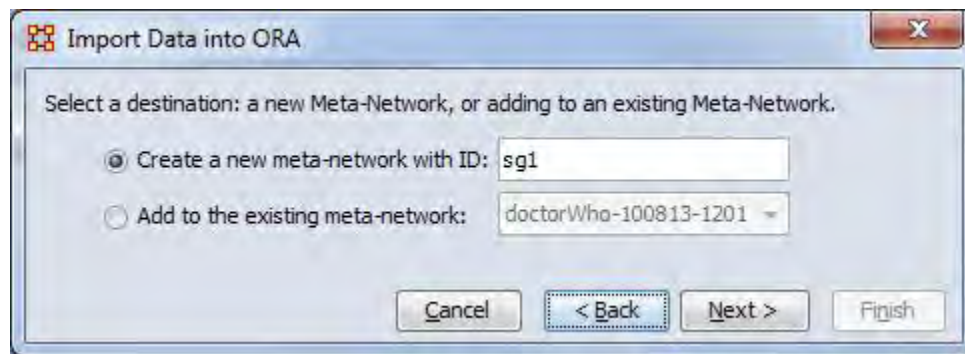 Import Data into ORA
Select a destination: a new Meta-Network, or adding to an existing Meta-Network.
Create a new meta-network with ID: sg1
Add to the existing meta-network: doctorWho-100813-1201
Cancel < Back Next > Finish